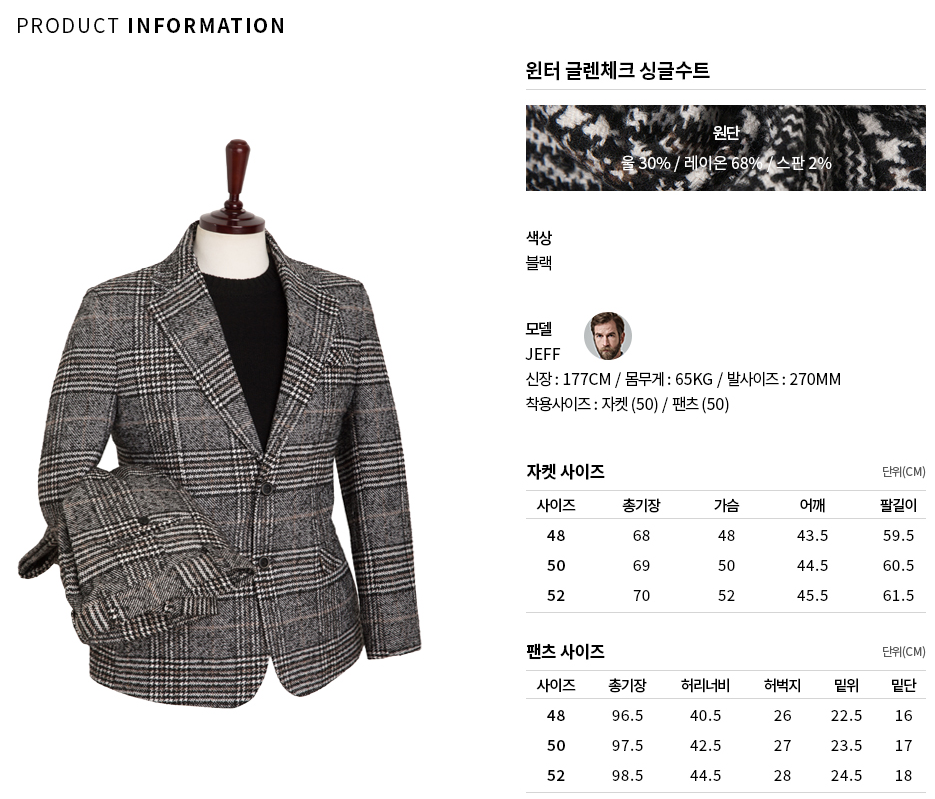 PRODUCT INFORMATION
윈터 글렌체크 싱글수트
원단
울 30% / 레이온 68% / 스판 2%
색상
블랙
모델
JEFF
신장 : 177CM / 몸무게 : 65KG / 발사이즈 : 270MM
착용사이즈 : 자켓 (50) / 팬츠 (50)
자켓 사이즈 단위(CM)
사이즈 총기장 가슴 어깨 팔길이
48 68 48 43.5 59.5
50 69 50 44.5 60.5
52 70 52 45.5 61.5
팬츠 사이즈 단위(CM)
사이즈 총기장 허리너비 허벅지 밑위 밑단
48 96.5 40.5 26 22.5 16
50 97.5 42.5 27 23.5 17
52 98.5 44.5 28 24.5 18